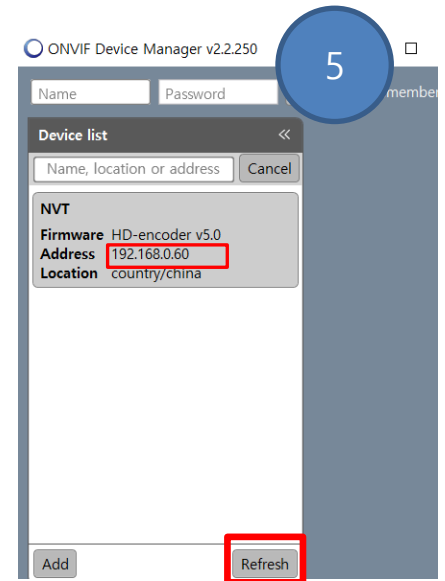 ONVIF Device Manager v2.2.250
5
Name Password member
Device list
Name, location or address Cancel
NVT
Firmware HD-encoder v5.0
Address 192.168.0.60
Location country/china
Add Refresh